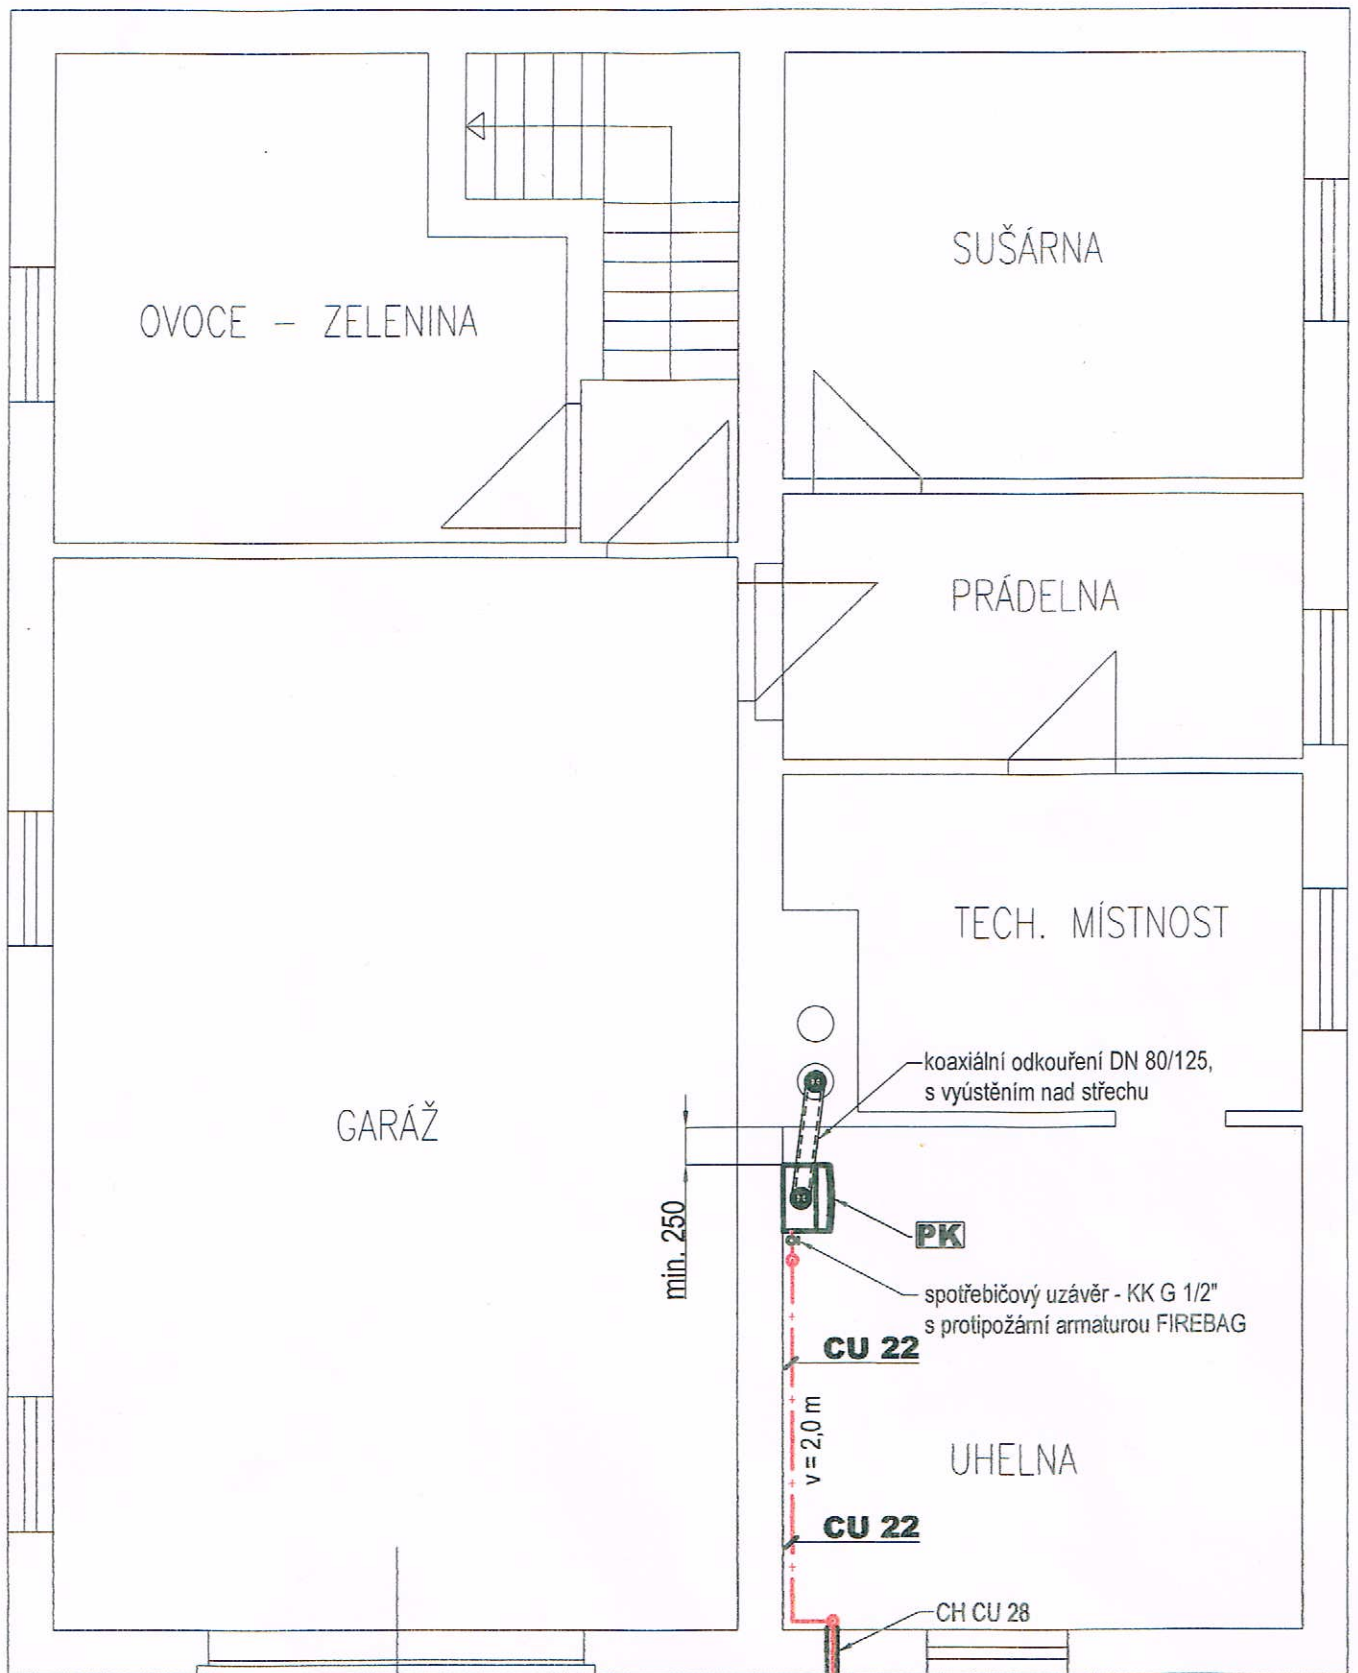 SUŠÁRNA
OVOCE – ZELENINA
PRÁDELNA
TECH. MÍSTNOST
koaxiální odkouření DN 80/125,
s vyústěním nad střechu
GARÁŽ
min. 250
PK
spotřebičový uzávěr - KK G 1/2"
s protipožární armaturou FIREBAG
CU 22
v = 2,0 m
UHELNA
CU 22
CH CU 28